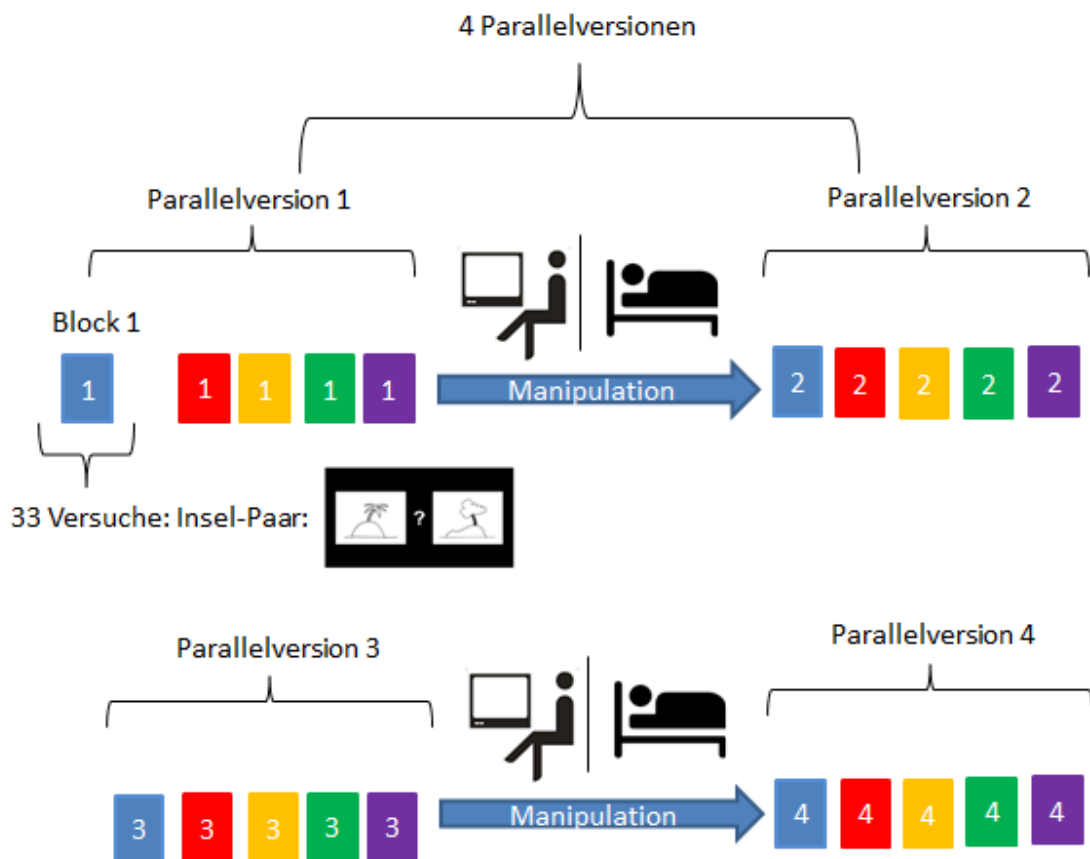 4 Parallelversionen
Parallelversion 1
Parallelversion 2
Block 1
1
1
1
1
1
Manipulation
2
2
2
2
2
33 Versuche: Insel-Paar:
?
Parallelversion 3
Parallelversion 4
3
3
3
3
3
Manipulation
4
4
4
4
4